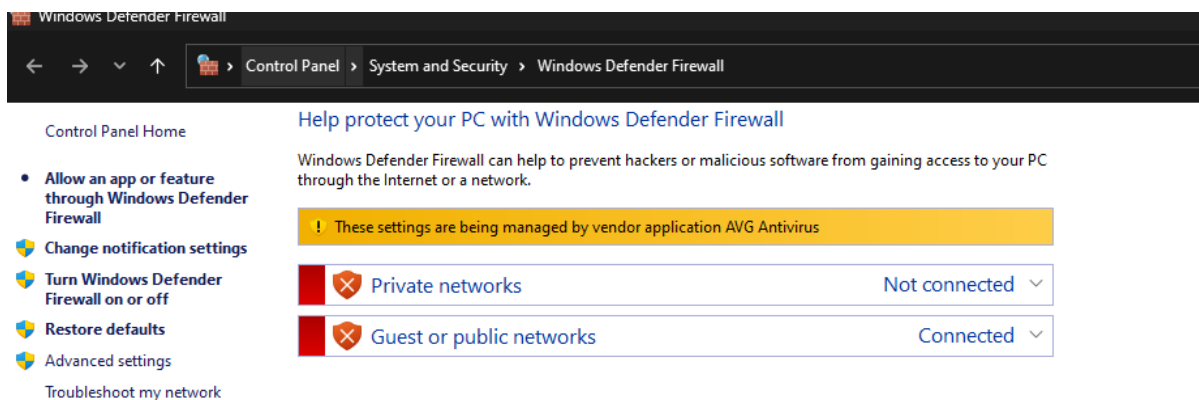 Windows Defender Firewall
Control Panel > System and Security > Windows Defender Firewall
Control Panel Home
Allow an app or feature
through Windows Defender
Firewall
Change notification settings
Turn Windows Defender
Firewall on or off
Restore defaults
Advanced settings
Troubleshoot my network
Help protect your PC with Windows Defender Firewall
Windows Defender Firewall can help to prevent hackers or malicious software from gaining access to your PC
through the Internet or a network.
These settings are being managed by vendor application AVG Antivirus
Private networks Not connected
Guest or public networks Connected